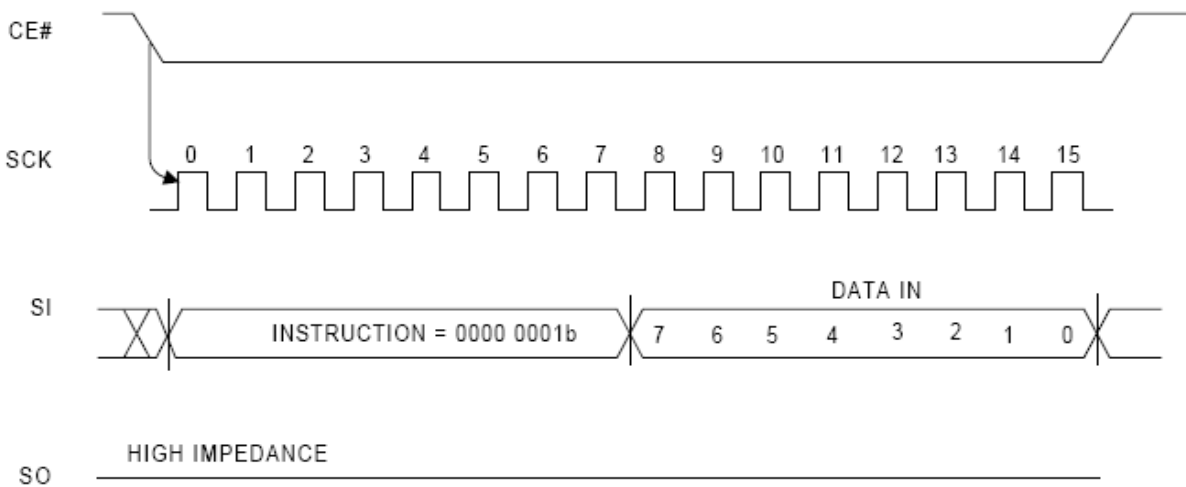 CE#
SCK
0 1 2 3 4 5 6 7 8 9 10 11 12 13 14 15
SI
DATA IN
INSTRUCTION = 0000 0001b 7 6 5 4 3 2 1 0
HIGH IMPEDANCE
SO